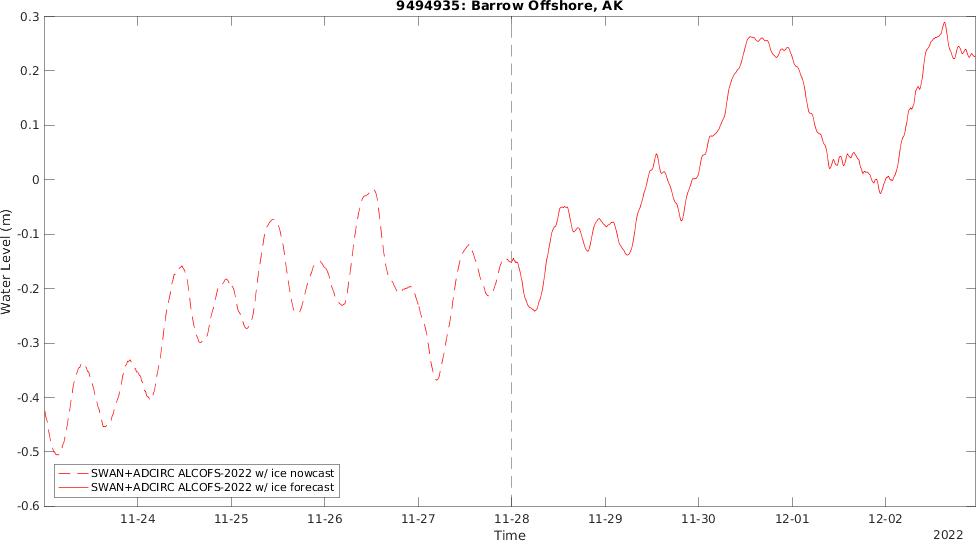 9494935: Barrow Offshore, AK
0.3
0.2
0.1
0
-0.1
-0.2
-0.3
-0.4
-0.5
-0.6
Water Level (m)
SWAN+ADCIRC ALCOFS-2022 w/ ice nowcast
SWAN+ADCIRC ALCOFS-2022 w/ ice forecast
11-24 11-25 11-26 11-27 11-28 11-29 11-30 12-01 12-02
Time
2022